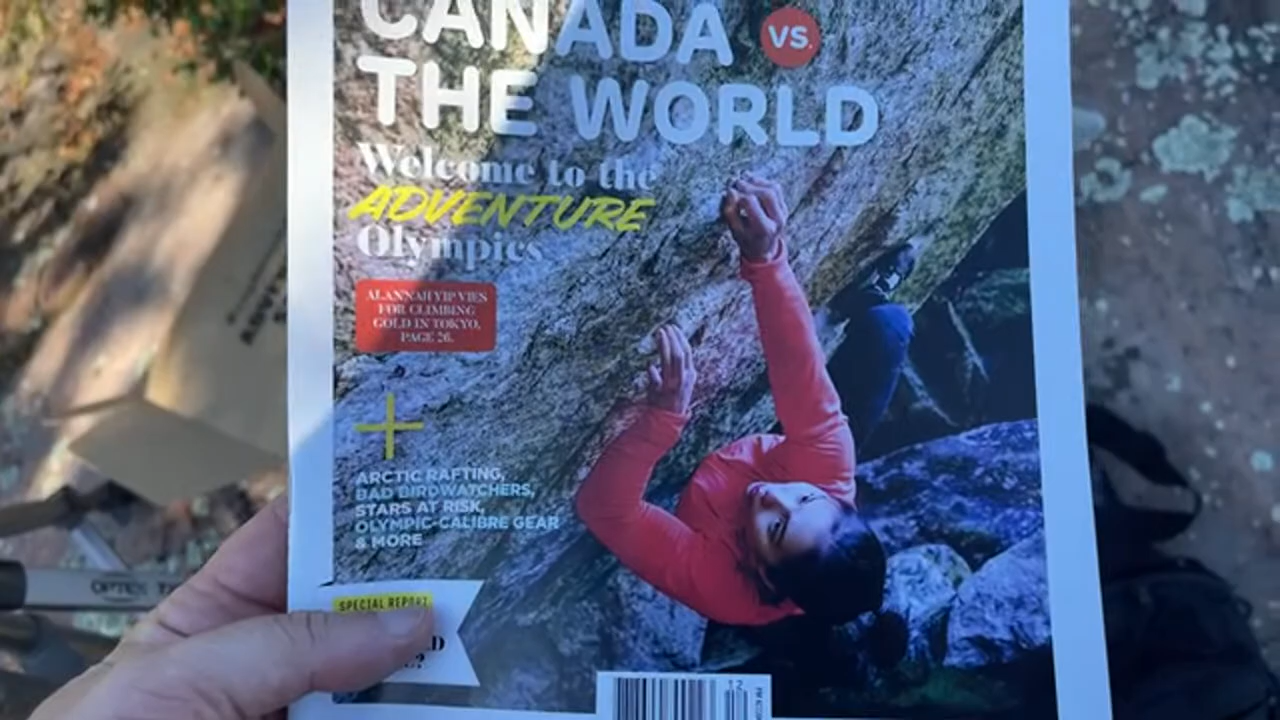 CANADA VS.
THE WORLD
Welcome to the
ADVENTURE
Olympics
ALANNAH YIP VIES
FOR CLIMBING
GOLD IN TOKYO,
PAGE 26.
+
ARCTIC RAFTING,
BAD BIRDWATCHERS,
STARS AT RISK,
OLYMPIC-CALIBRE GEAR
& MORE
SPECIAL REPORT